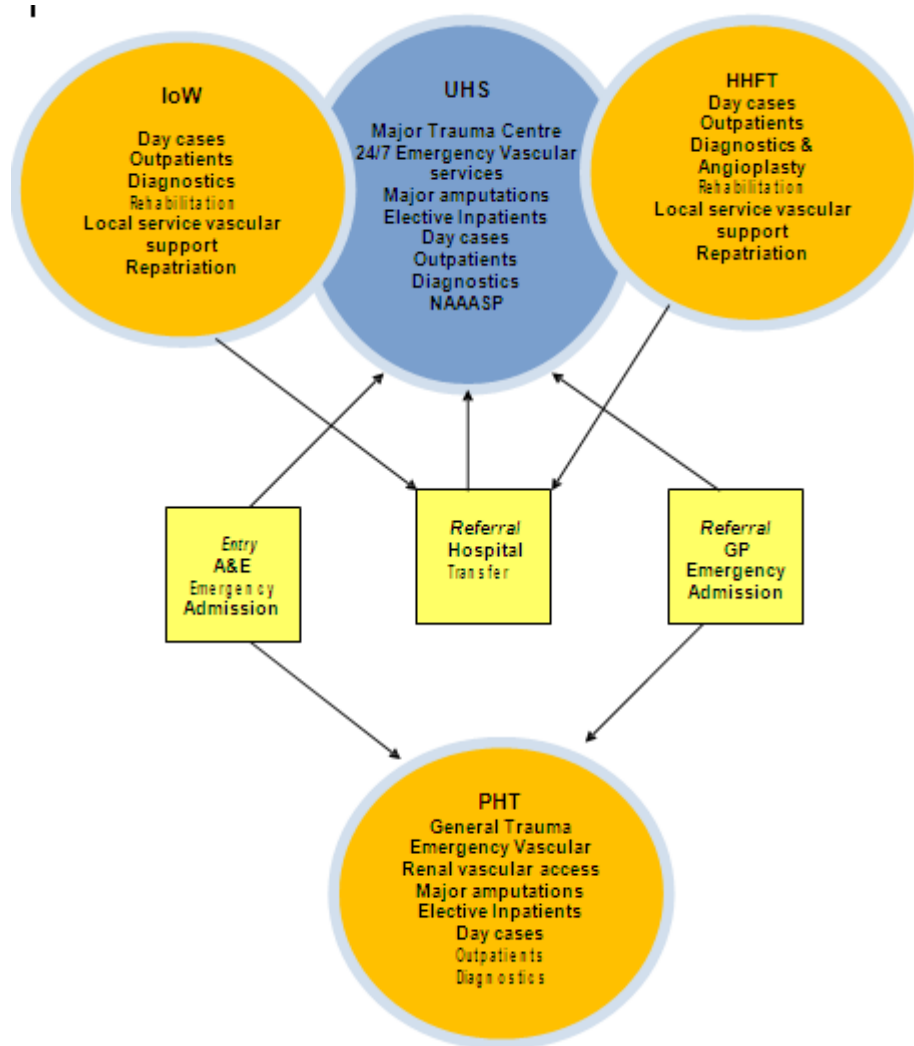 IoW
Day cases
Outpatients
Diagnostics
Rehabilitation
Local service vascular
support
Repatriation
UHS
Major Trauma Centre
24/7 Emergency Vascular
services
Major amputations
Elective Inpatients
Day cases
Outpatients
Diagnostics
NAAASP
HHFT
Day cases
Outpatients
Diagnostics &
Angioplasty
Rehabilitation
Local service vascular
support
Repatriation
Entry
A&E
Emergency
Admission
Referral
Hospital
Transfer
Referral
GP
Emergency
Admission
PHT
General Trauma
Emergency Vascular
Renal vascular access
Major amputations
Elective Inpatients
Day cases
Outpatients
Diagnostics